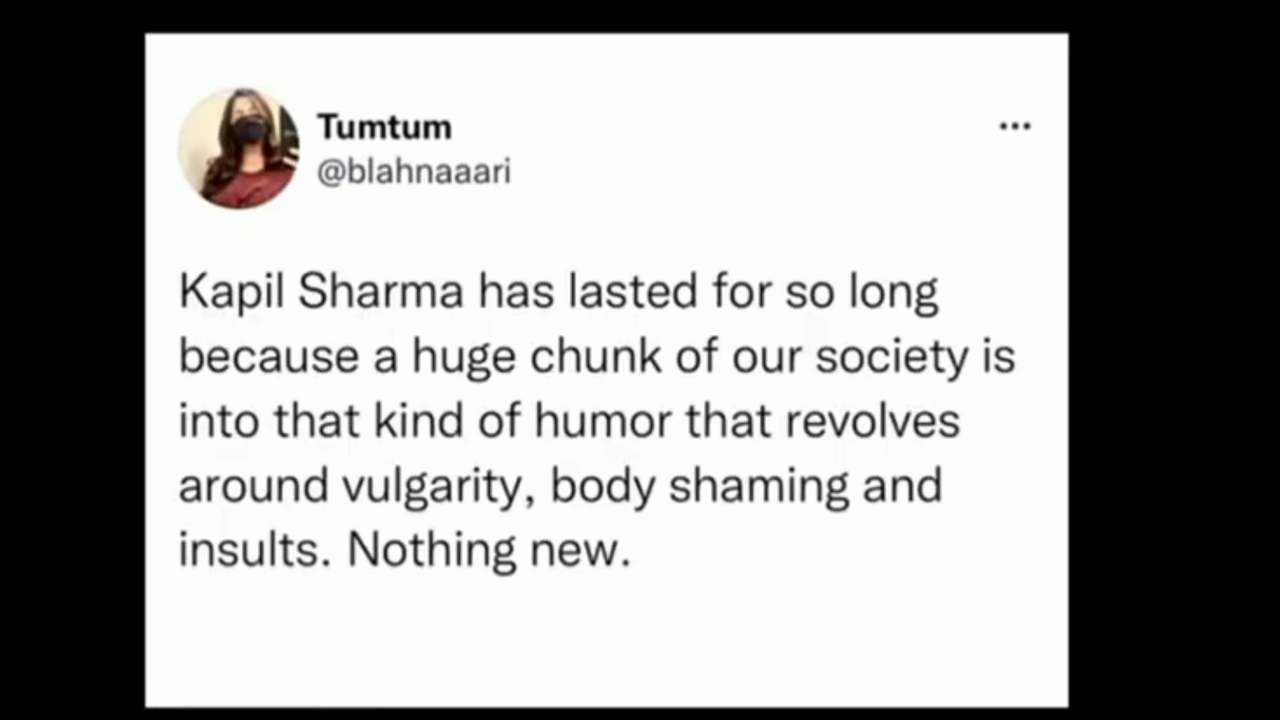 Tumtum
@blahnaaari
Kapil Sharma has lasted for so long
because a huge chunk of our society is
into that kind of humor that revolves
around vulgarity, body shaming and
insults. Nothing new.